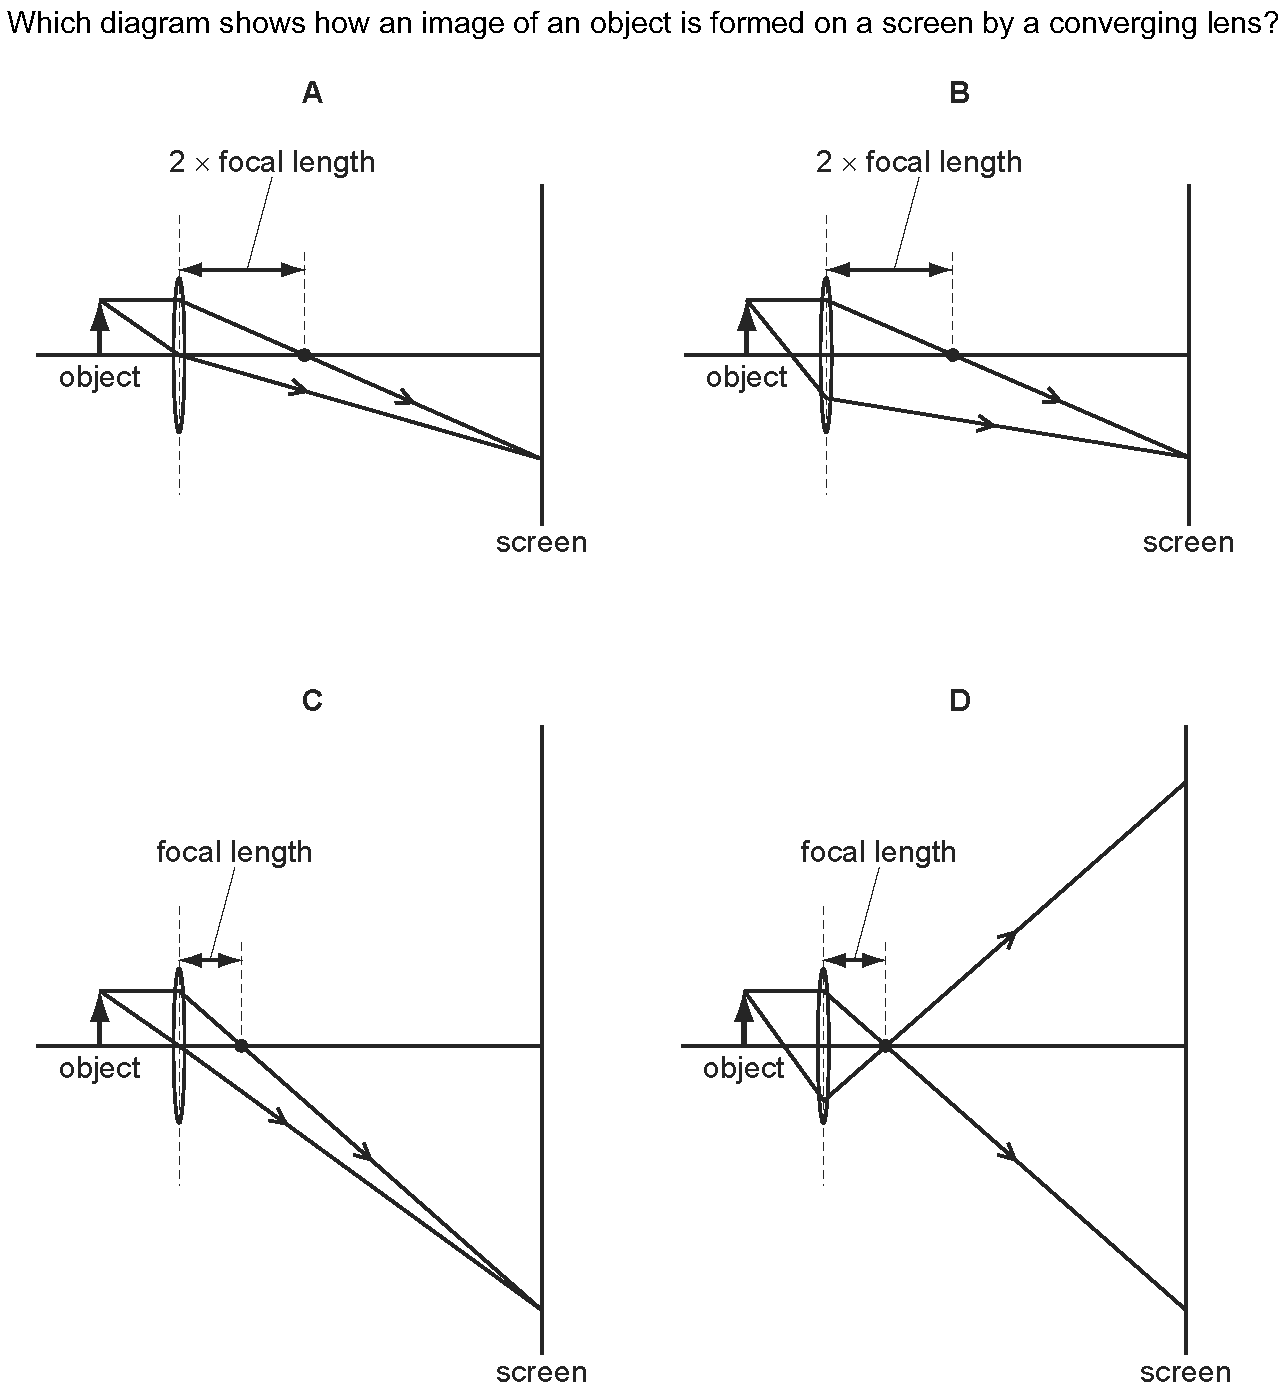 Which diagram shows how an image of an object is formed on a screen by a converging lens?
A
B
2 × focal length
2 × focal length
object
object
screen
screen
C
D
focal length
focal length
object
object
screen
screen